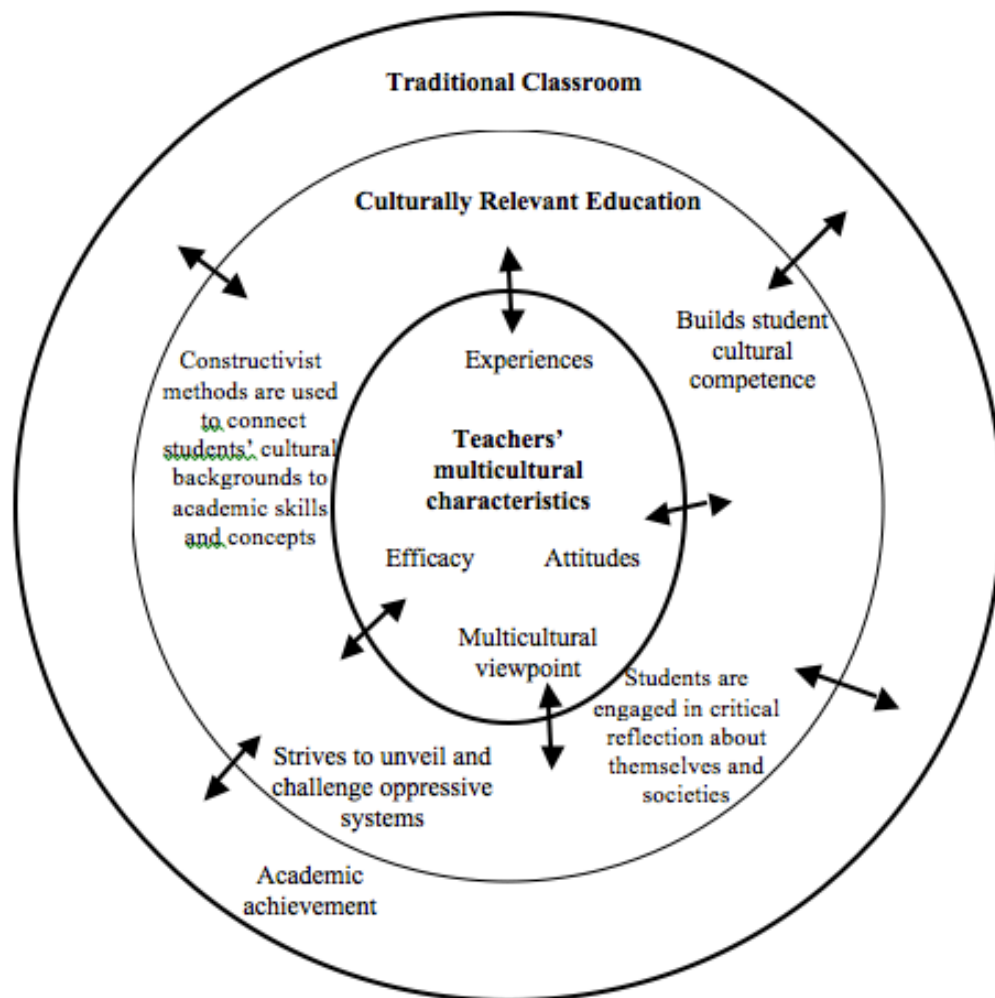 Traditional Classroom
Culturally Relevant Education
Builds student
cultural
competence
Constructivist
methods are used
to connect
students’ cultural
backgrounds to
academic skills
and concepts
Experiences
Teachers’
multicultural
characteristics
Efficacy
Attitudes
Multicultural
viewpoint
Students are
engaged in critical
reflection about
themselves and
societies
Strives to unveil and
challenge oppressive
systems
Academic
achievement